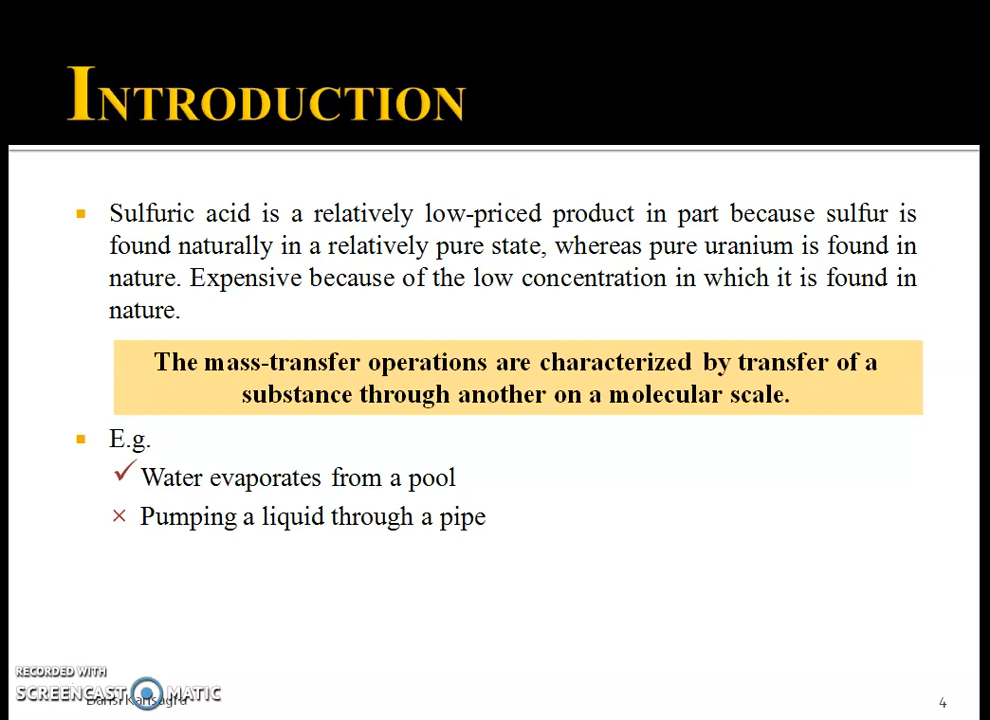 INTRODUCTION
Sulfuric acid is a relatively low-priced product in part because sulfur is
found naturally in a relatively pure state, whereas pure uranium is found in
nature. Expensive because of the low concentration in which it is found in
nature.
The mass-transfer operations are characterized by transfer of a
substance through another on a molecular scale.
E.g.
Water evaporates from a pool
Pumping a liquid through a pipe
RECORDED WITH
SCREENCAST MATIC
4